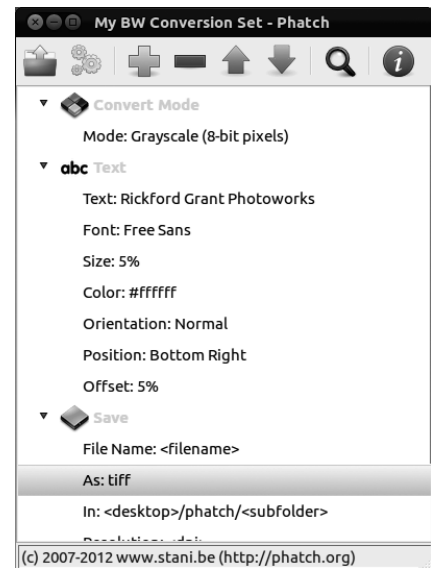 My BW Conversion Set - Phatch
Convert Mode
Mode: Grayscale (8-bit pixels)
abc Text
Text: Rickford Grant Photoworks
Font: Free Sans
Size: 5%
Color: #ffffff
Orientation: Normal
Position: Bottom Right
Offset: 5%
Save
File Name: <filename>
As: tiff
In: <desktop>/phatch/<subfolder>
(c) 2007-2012 www.stani.be (http://phatch.org)